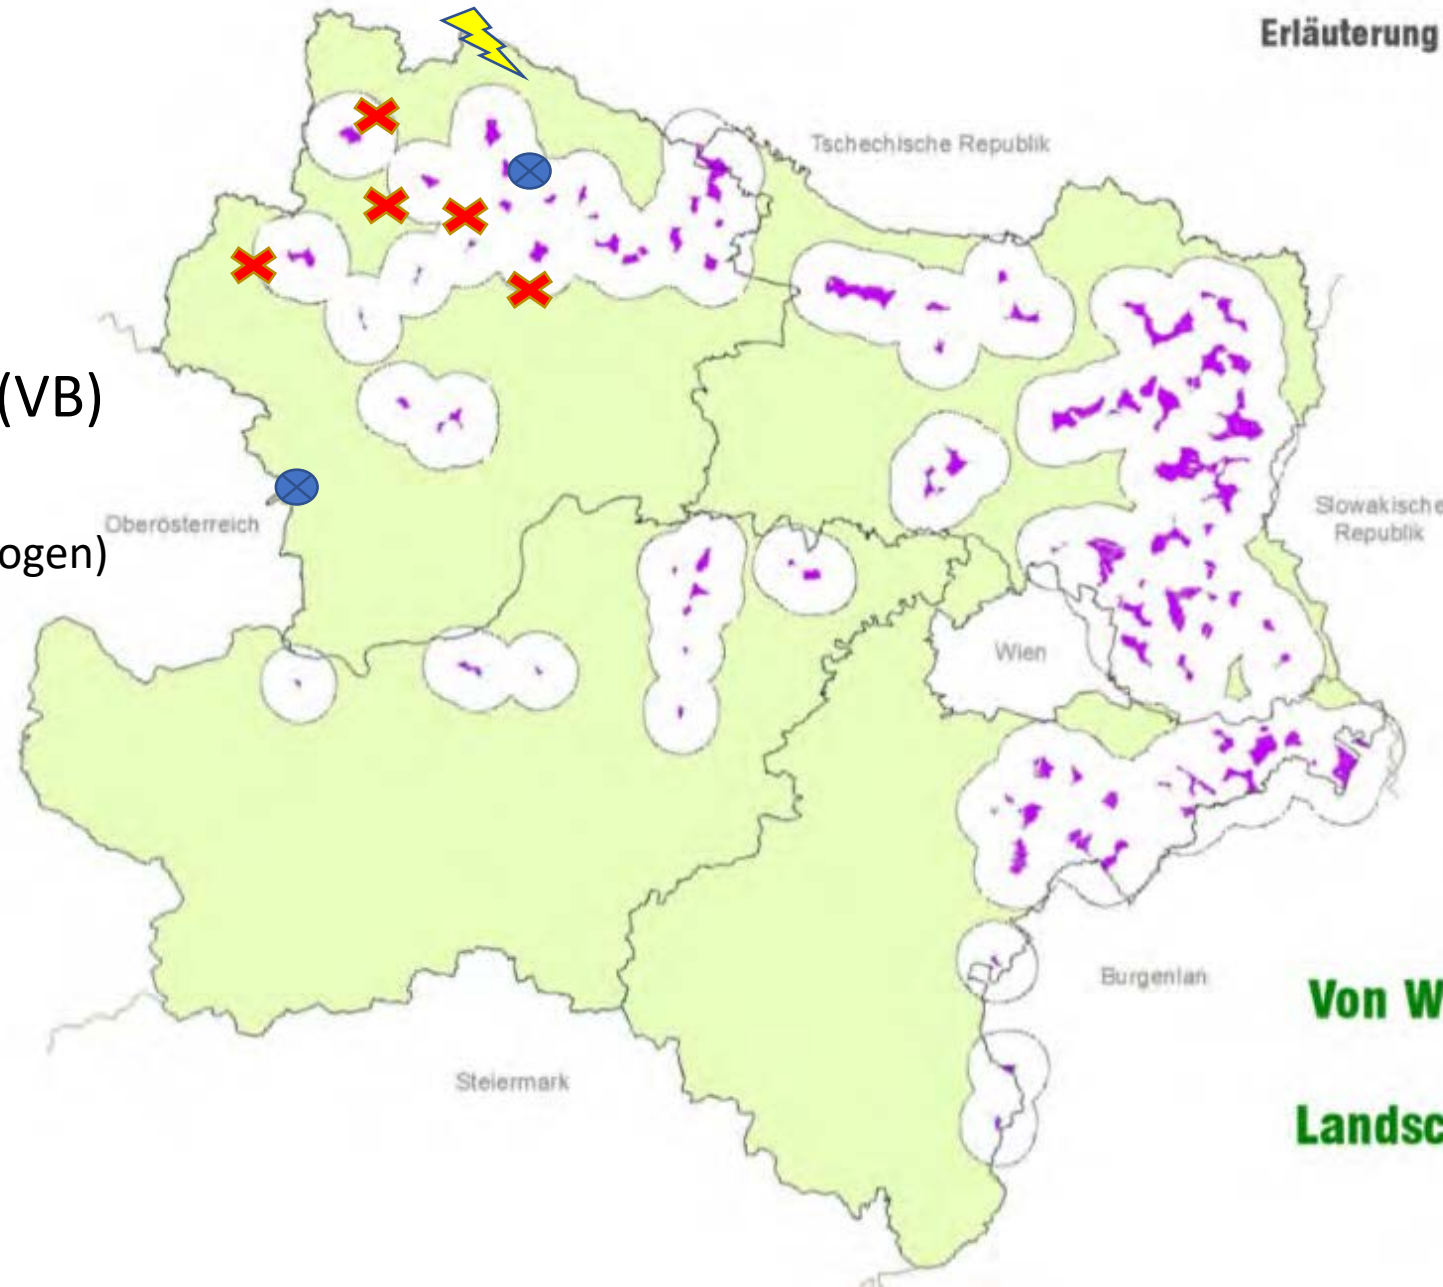 Erläuterung
Tschechische Republik
(VB)
Oberösterreich
Slowakische
Republik
ogen)
Wien
Burgenlan
Von W
Steiermark
Landsc